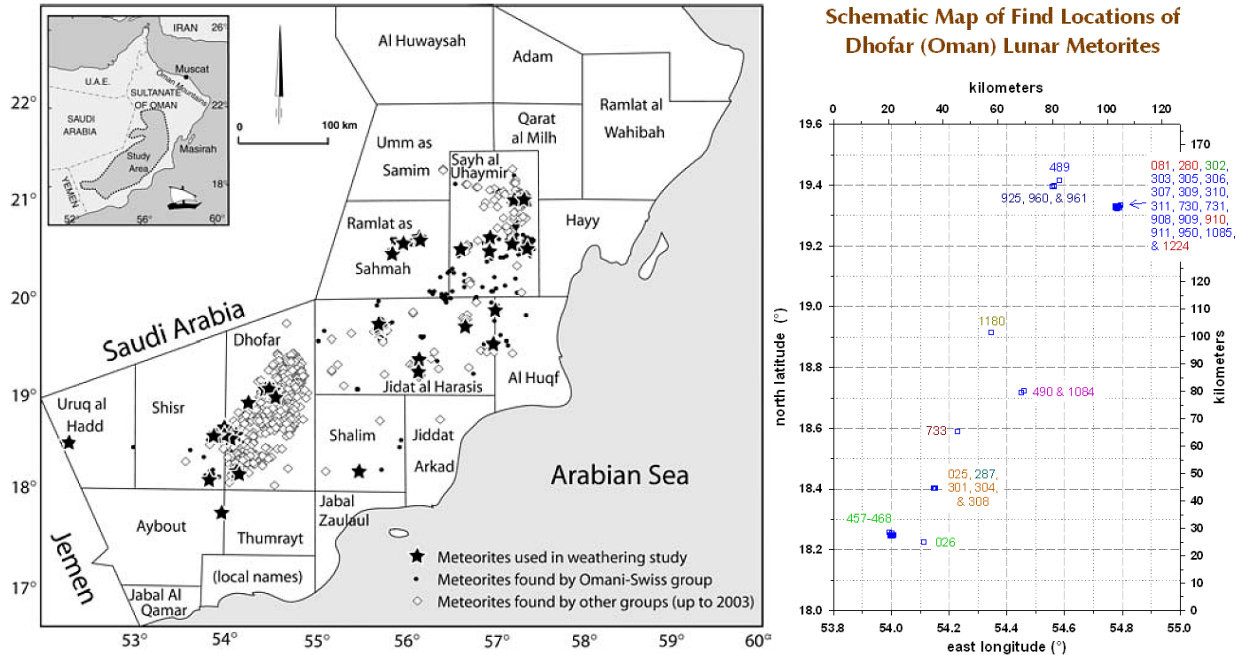 IRAN
26°
Muscat
U.A.E.
Oman Mountains
SULTANATE
OF OMAN
22°
SAUDI
ARABIA
Masirah
Study
Area
18°
YEMEN
52°
56°
60°
0
100 km
Al Huwaysah
Adam
Ramlat al
Wahibah
Qarat
al Milh
Umm as
Samim
Sayh al
Uhaymir
Ramlat as
Sahmah
Hayy
Saudi Arabia
Dhofar
Jidat al Harasis
Al Huqf
Uruq al
Hadd
Shisr
Shalim
Jiddat
Arkad
Arabian Sea
Aybout
Thumrayt
Jabal
Zaulaul
(local names)
Jabal Al
Qamar
Jemen
Meteorites used in weathering study
Meteorites found by Omani-Swiss group
Meteorites found by other groups (up to 2003)
22°
21°
20°
19°
18°
17°
53°
54°
55°
56°
57°
58°
59°
60°
Schematic Map of Find Locations of
Dhofar (Oman) Lunar Metorites
kilometers
0 20 40 60 80 100 120
19.6
19.4
19.2
19.0
18.8
18.6
18.4
18.2
18.0
north latitude (°)
489
925, 960, & 961
081, 280, 302,
303, 305, 306,
307, 309, 310,
311, 730, 731,
908, 909, 910,
911, 950, 1085,
& 1224
1180
490 & 1084
733
025, 287,
301, 304,
& 308
457-468
026
170
120
110
100
90
80
70
60
50
40
30
20
10
0
kilometers
53.8 54.0 54.2 54.4 54.6 54.8 55.0
east longitude (°)